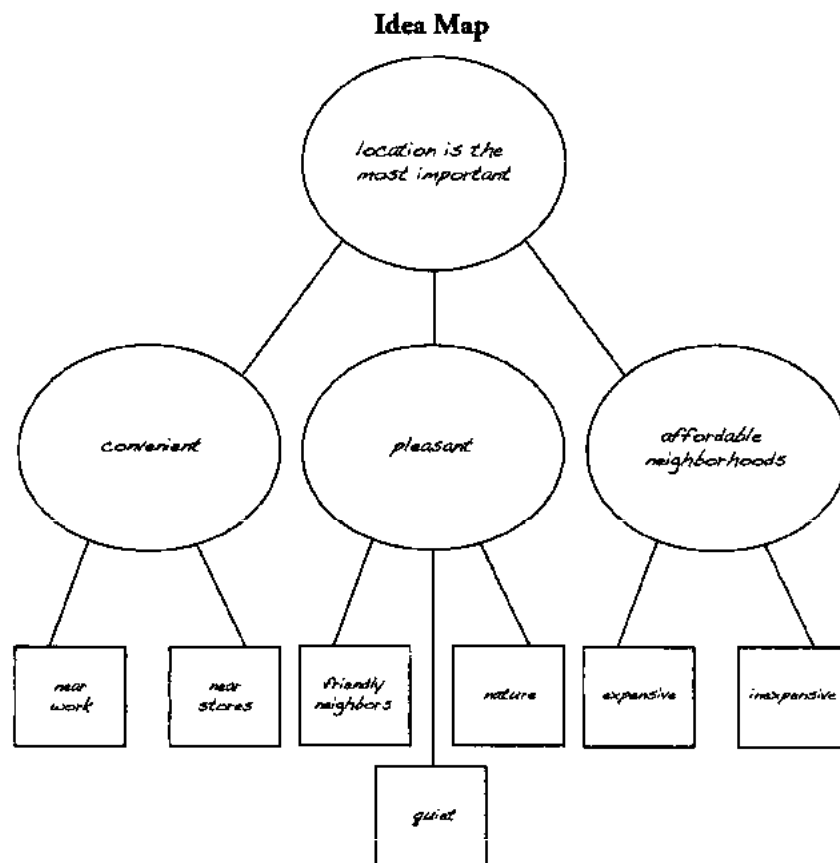 Idea Map
location is the
most important
convenient
pleasant
affordable
neighborhoods
near
work
near
stores
friendly
neighbors
nature
expensive
inexpensive
quiet